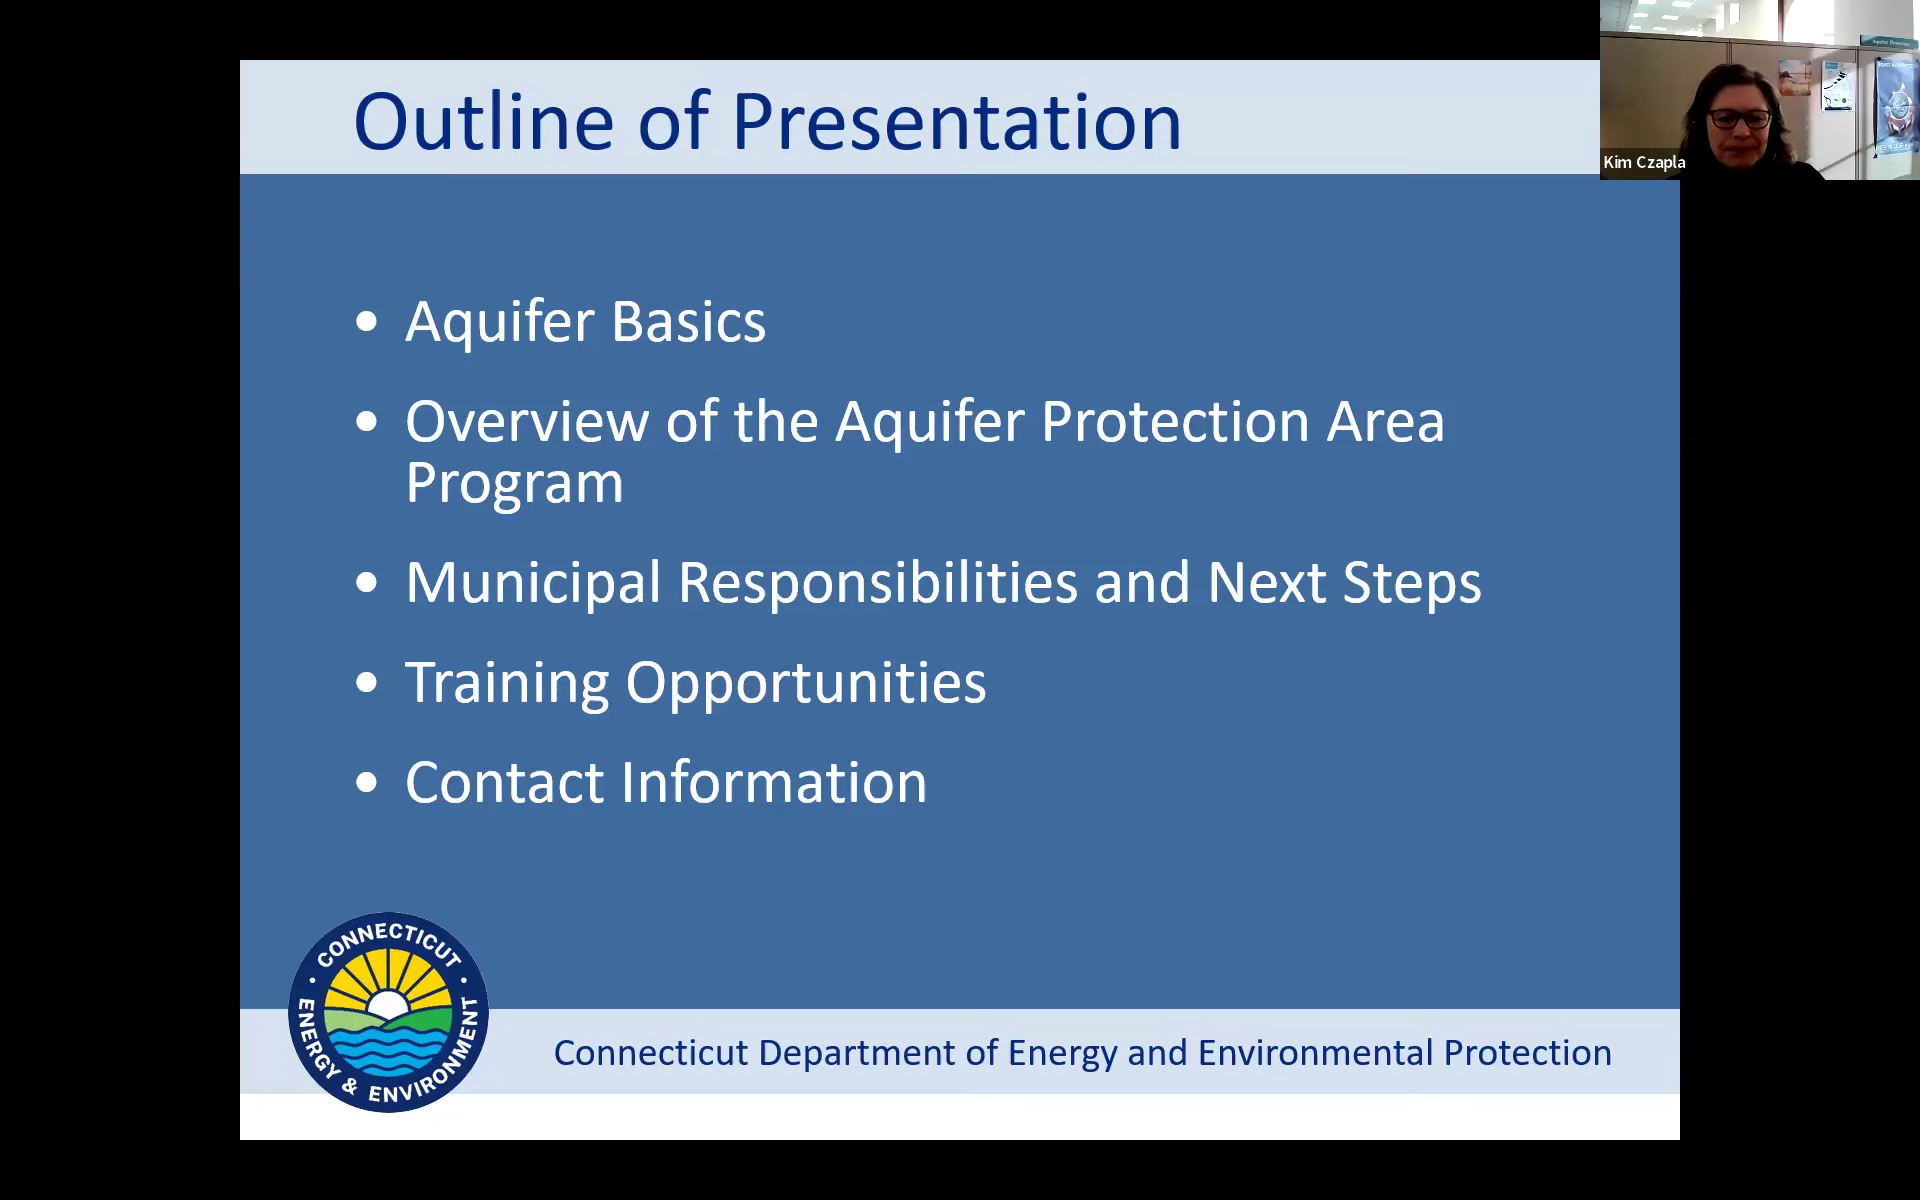 Outline of Presentation
Kim Czapla
• Aquifer Basics
• Overview of the Aquifer Protection Area
Program
• Municipal Responsibilities and Next Steps
• Training Opportunities
• Contact Information
CONNECTICUT
ENERGY & ENVIRONMENT
Connecticut Department of Energy and Environmental Protection